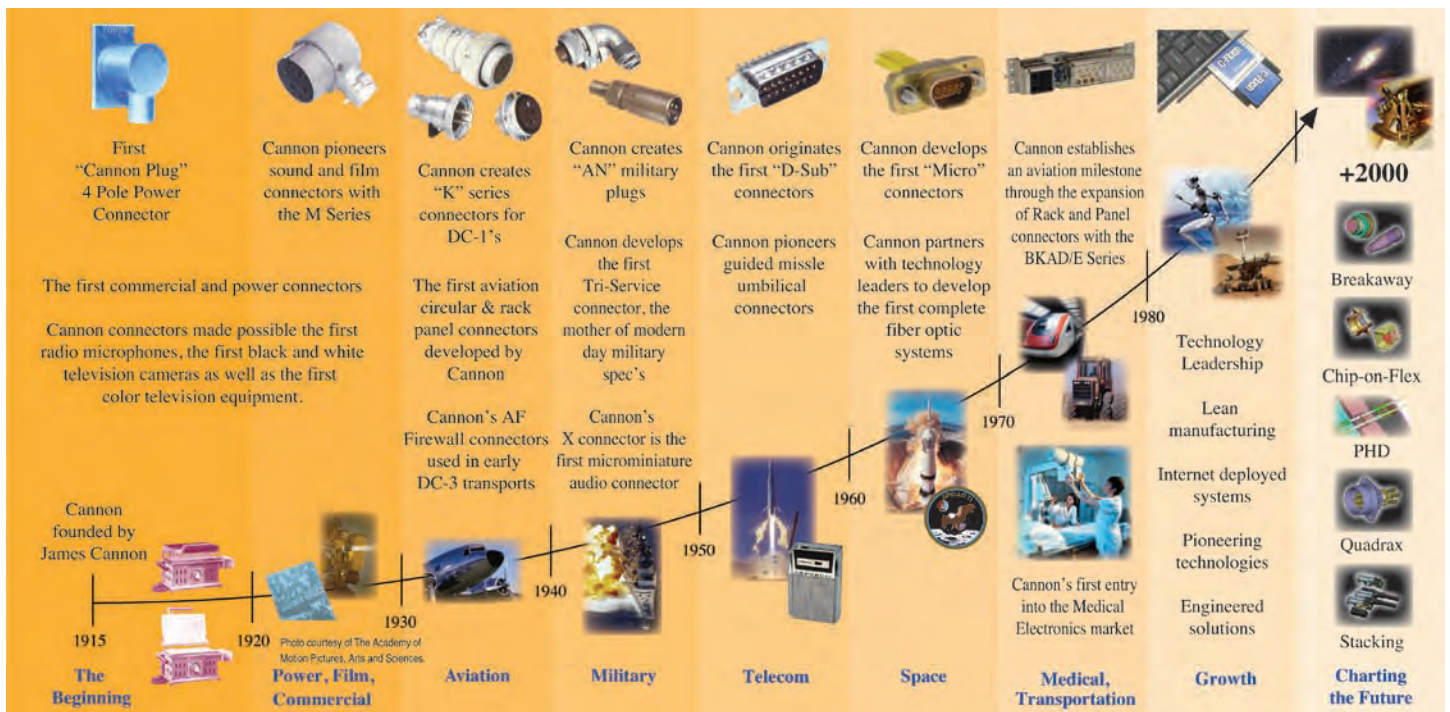 First
“Cannon Plug”
4 Pole Power
Connector
Cannon pioneers
sound and film
connectors with
the M Series
The first commercial and power connectors
Cannon connectors made possible the first
radio microphones, the first black and white
television cameras as well as the first
color television equipment.
Cannon creates
“K” series
connectors for
DC-1’s
The first aviation
circular & rack
panel connectors
developed by
Cannon
Cannon’s AF
Firewall connectors
used in early
DC-3 transports
Cannon creates
“AN” military
plugs
Cannon develops
the first
Tri-Service
connector, the
mother of modern
day military
spec’s
Cannon’s
X connector is the
first microminiature
audio connector
Cannon originates
the first “D-Sub”
connectors
Cannon pioneers
guided missle
umbilical
connectors
Cannon develops
the first “Micro”
connectors
Cannon partners
with technology
leaders to develop
the first complete
fiber optic
systems
Cannon establishes
an aviation milestone
through the expansion
of Rack and Panel
connectors with the
BKAD/E Series
Cannon’s first entry
into the Medical
Electronics market
Technology
Leadership
Lean
manufacturing
Internet deployed
systems
Pioneering
technologies
Engineered
solutions
+2000
Breakaway
Chip-on-Flex
PHD
Quadrax
Stacking
Cannon
founded by
James Cannon
1915
1920
1930
1940
1950
1960
1970
1980
Photo courtesy of The Academy of
Motion Pictures, Arts and Sciences.
The
Beginning
Power, Film,
Commercial
Aviation
Military
Telecom
Space
Medical,
Transportation
Growth
Charting
the Future